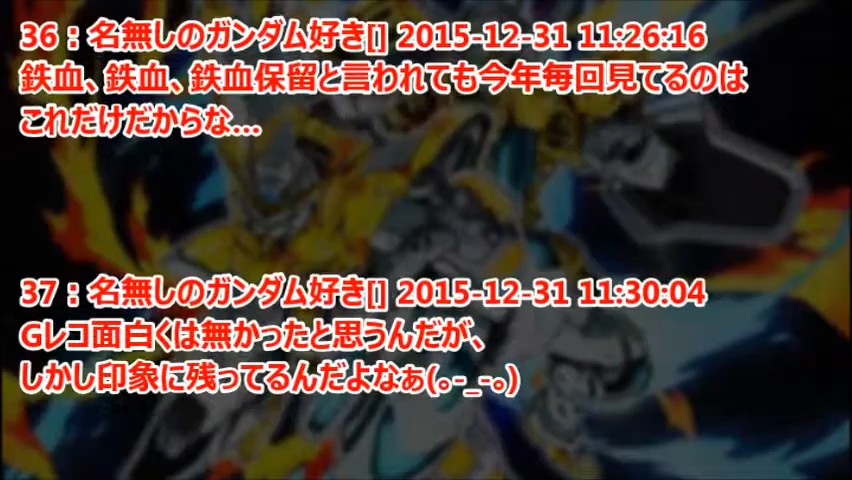 36：名無しのガンダム好き[] 2015-12-31 11:26:16
鉄血、鉄血、鉄血保留と言われても今年毎回見てるのは
これだけだからな…
37：名無しのガンダム好き[] 2015-12-31 11:30:04
Gレコ面白くは無かったと思うんだが、
しかし印象に残ってるんだよなぁ(｡-_-｡)